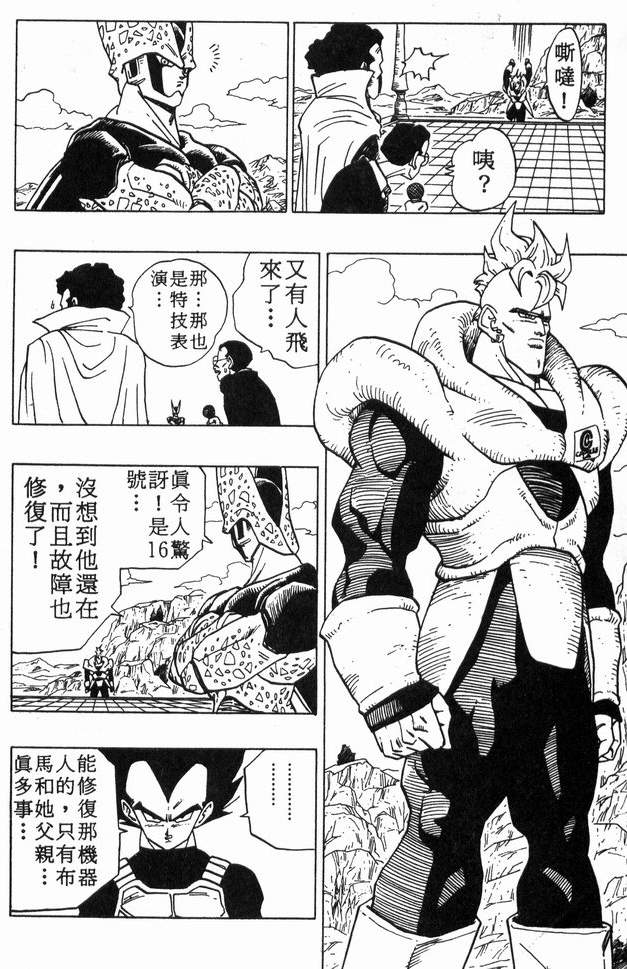 嘶噠！
咦？
又有人飛
來了…
那…那也
是特技表
演…
眞令人驚
訝！是16
號…
沒想到他還在
，而且故障也
修復了！
………
………
能修復那機器
人的，只有布
馬和她父親…
眞多事…